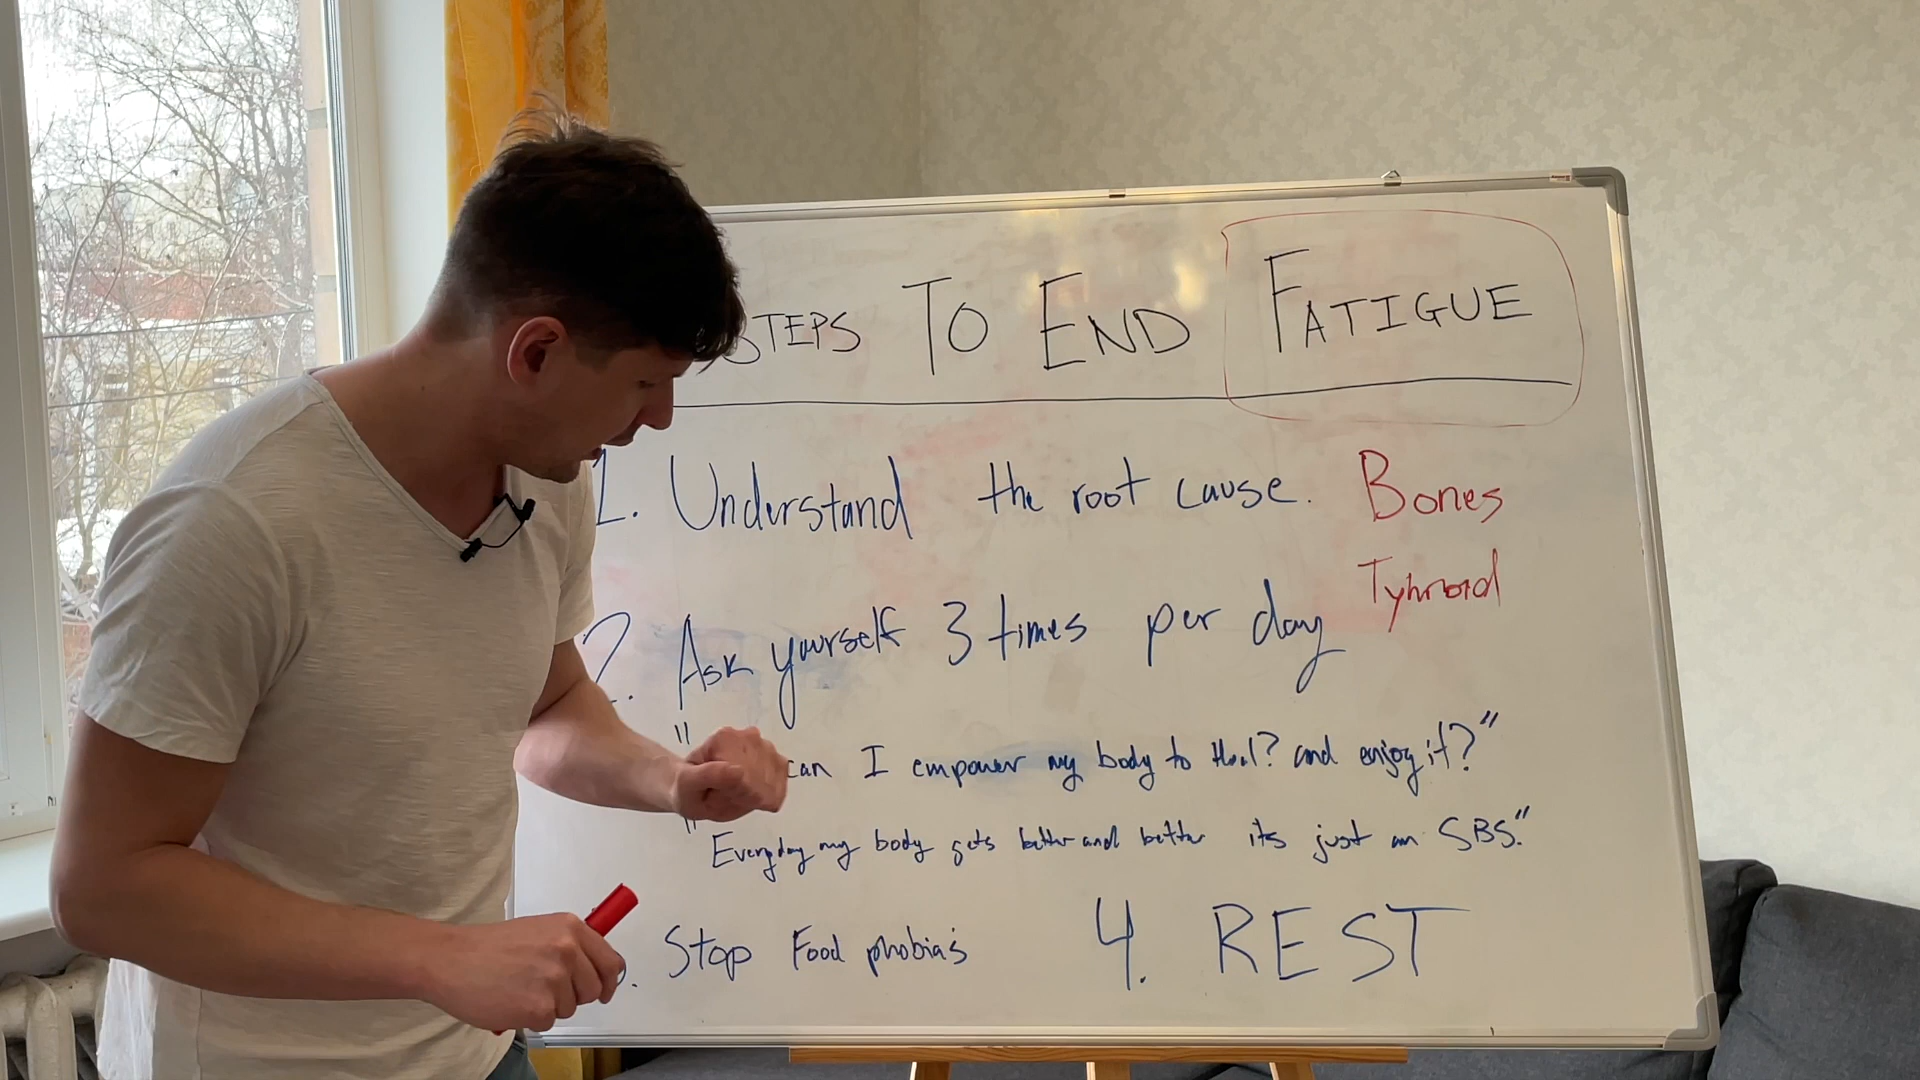 STEPS TO END FATIGUE
1. Understand the root cause. Bones
Tyhroid
2. Ask yourself 3 times per day
" can I empower my body to heal? and enjoy it?"
"Everyday my body gets better and better its just an SBS."
3. Stop Food phobia's
4. REST